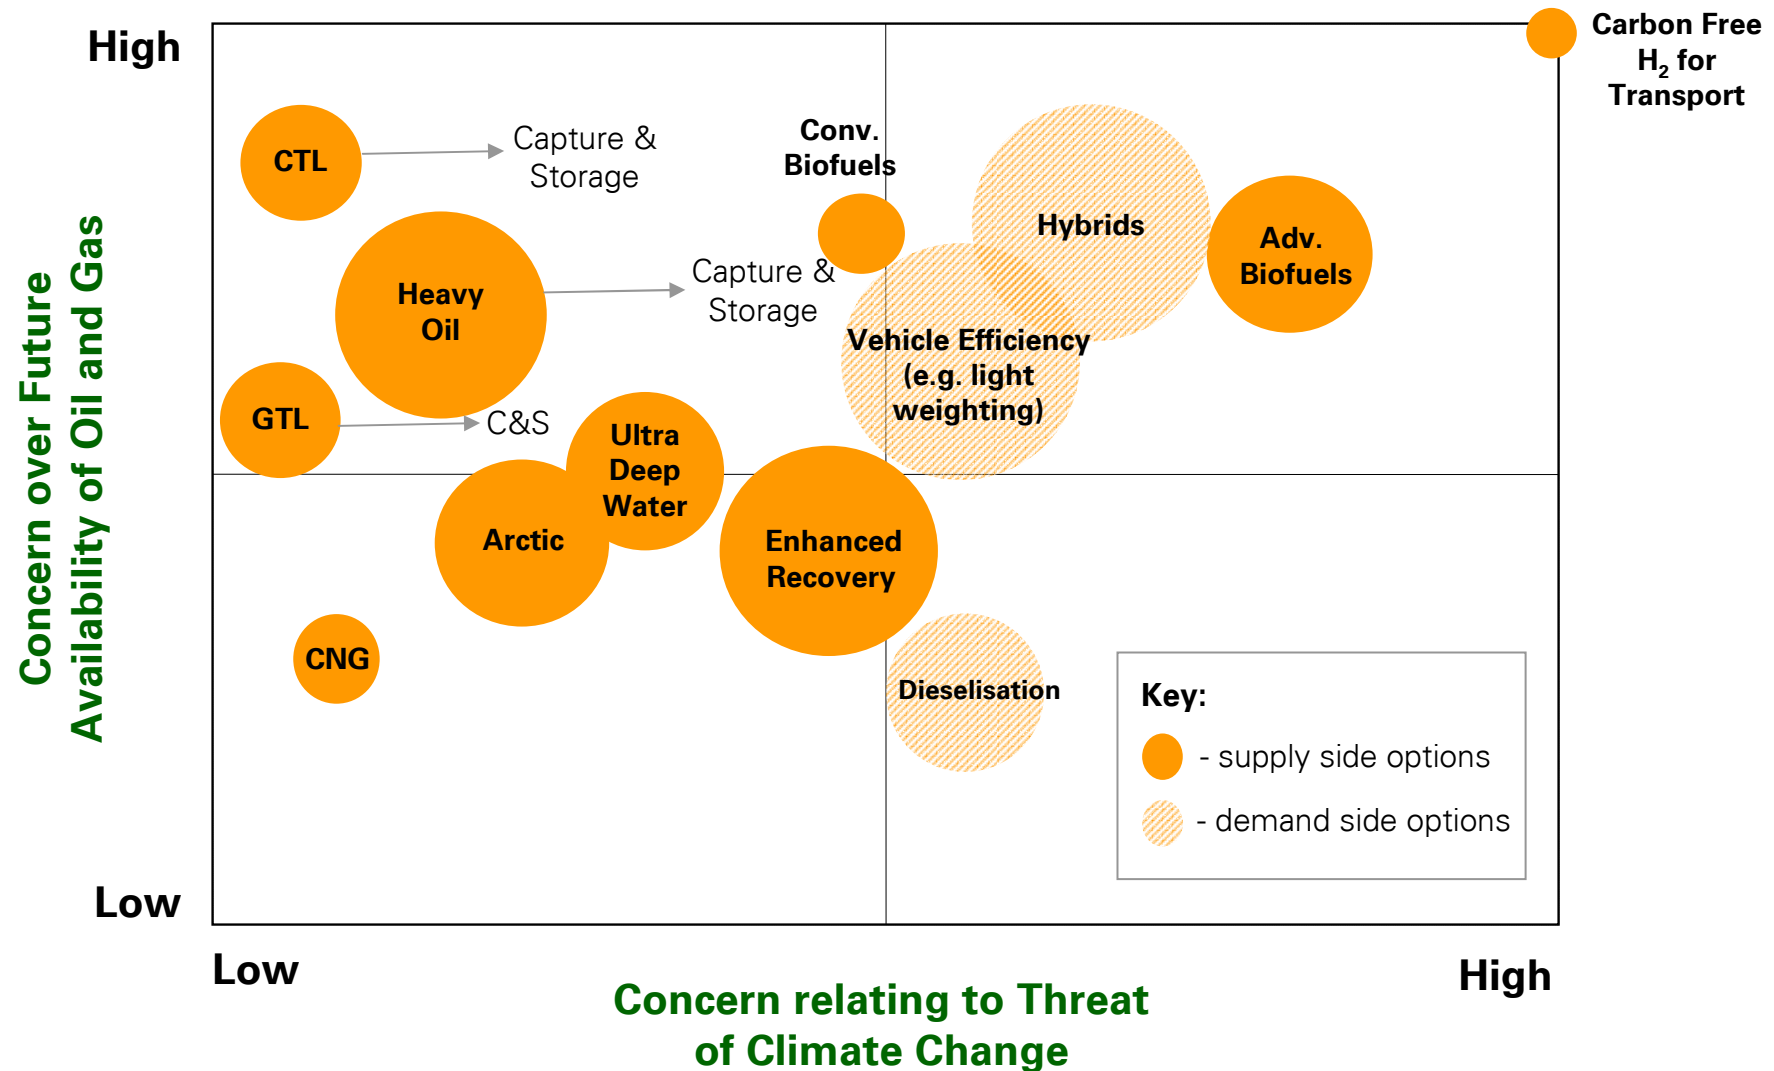 High
Carbon Free
H₂ for
Transport
CTL
Capture &
Storage
Conv.
Biofuels
Hybrids
Adv.
Biofuels
Heavy
Oil
Capture &
Storage
Vehicle Efficiency
(e.g. light
weighting)
GTL
C&S
Ultra
Deep
Water
Arctic
Enhanced
Recovery
CNG
Dieselisation
Key:
- supply side options
- demand side options
Concern over Future
Availability of Oil and Gas
Low
Low
High
Concern relating to Threat
of Climate Change